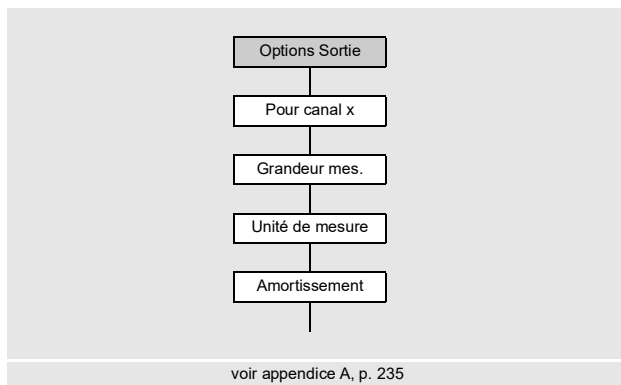 Options Sortie
Pour canal x
Grandeur mes.
Unité de mesure
Amortissement
voir appendice A, p. 235